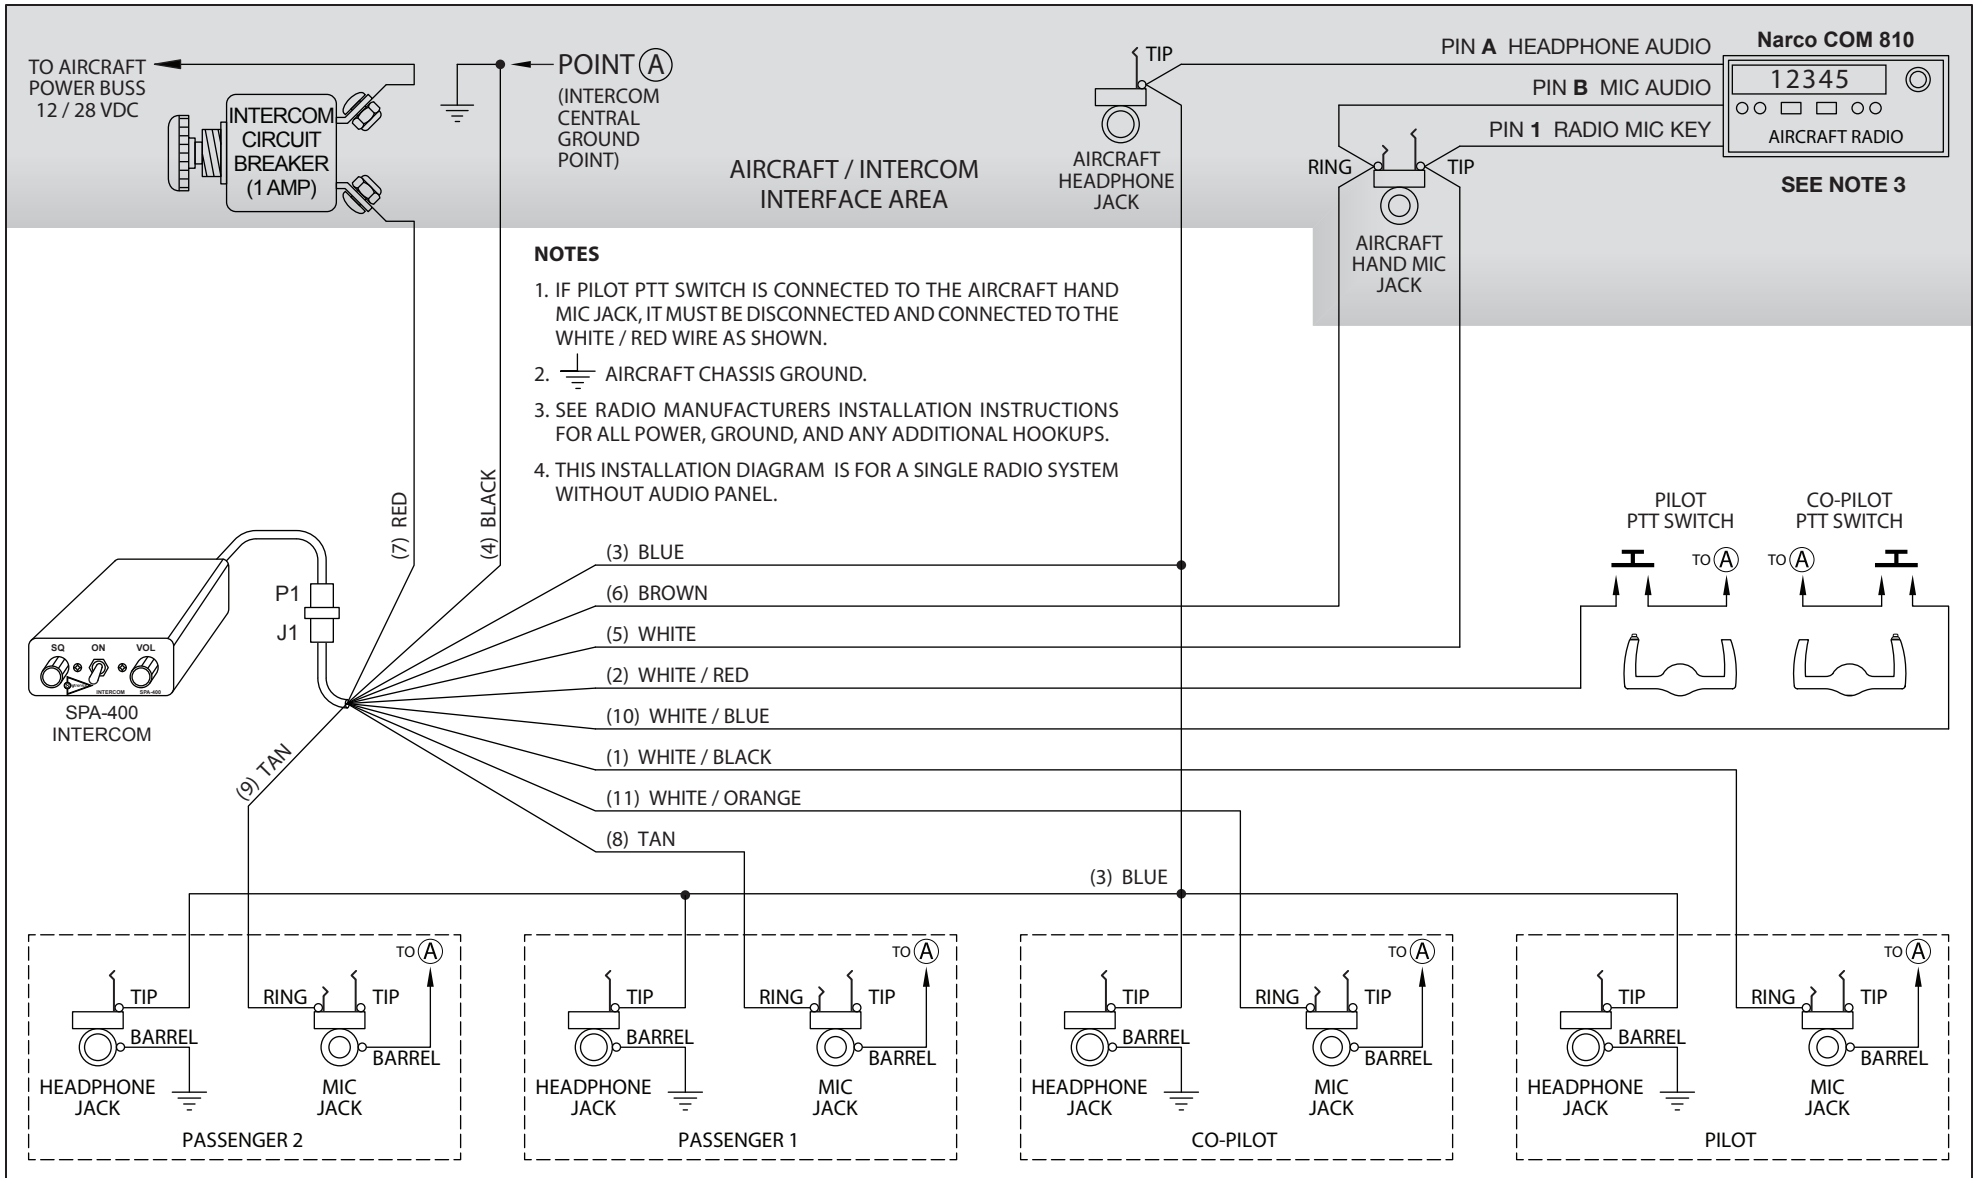 TO AIRCRAFT
POWER BUSS
12 / 28 VDC
INTERCOM
CIRCUIT
BREAKER
(1 AMP)
POINT A
(INTERCOM
CENTRAL
GROUND
POINT)
AIRCRAFT / INTERCOM
INTERFACE AREA
TIP
AIRCRAFT
HEADPHONE
JACK
PIN A HEADPHONE AUDIO
PIN B MIC AUDIO
PIN 1 RADIO MIC KEY
RING
TIP
AIRCRAFT
HAND MIC
JACK
Narco COM 810
12345
AIRCRAFT RADIO
SEE NOTE 3
NOTES
1. IF PILOT PTT SWITCH IS CONNECTED TO THE AIRCRAFT HAND
MIC JACK, IT MUST BE DISCONNECTED AND CONNECTED TO THE
WHITE / RED WIRE AS SHOWN.
2. AIRCRAFT CHASSIS GROUND.
3. SEE RADIO MANUFACTURERS INSTALLATION INSTRUCTIONS
FOR ALL POWER, GROUND, AND ANY ADDITIONAL HOOKUPS.
4. THIS INSTALLATION DIAGRAM IS FOR A SINGLE RADIO SYSTEM
WITHOUT AUDIO PANEL.
(7) RED
(4) BLACK
(3) BLUE
(6) BROWN
(5) WHITE
(2) WHITE / RED
(10) WHITE / BLUE
(1) WHITE / BLACK
(11) WHITE / ORANGE
(8) TAN
(9) TAN
(3) BLUE
PILOT
PTT SWITCH
TO A
CO-PILOT
PTT SWITCH
TO A
P1
J1
SQ
ON
VOL
INTERCOM
SPA-400
SPA-400
INTERCOM
TIP
BARREL
HEADPHONE
JACK
RING
TIP
TO A
BARREL
MIC
JACK
PASSENGER 2
TIP
BARREL
HEADPHONE
JACK
RING
TIP
TO A
BARREL
MIC
JACK
PASSENGER 1
TIP
BARREL
HEADPHONE
JACK
RING
TIP
TO A
BARREL
MIC
JACK
CO-PILOT
TIP
BARREL
HEADPHONE
JACK
RING
TIP
TO A
BARREL
MIC
JACK
PILOT